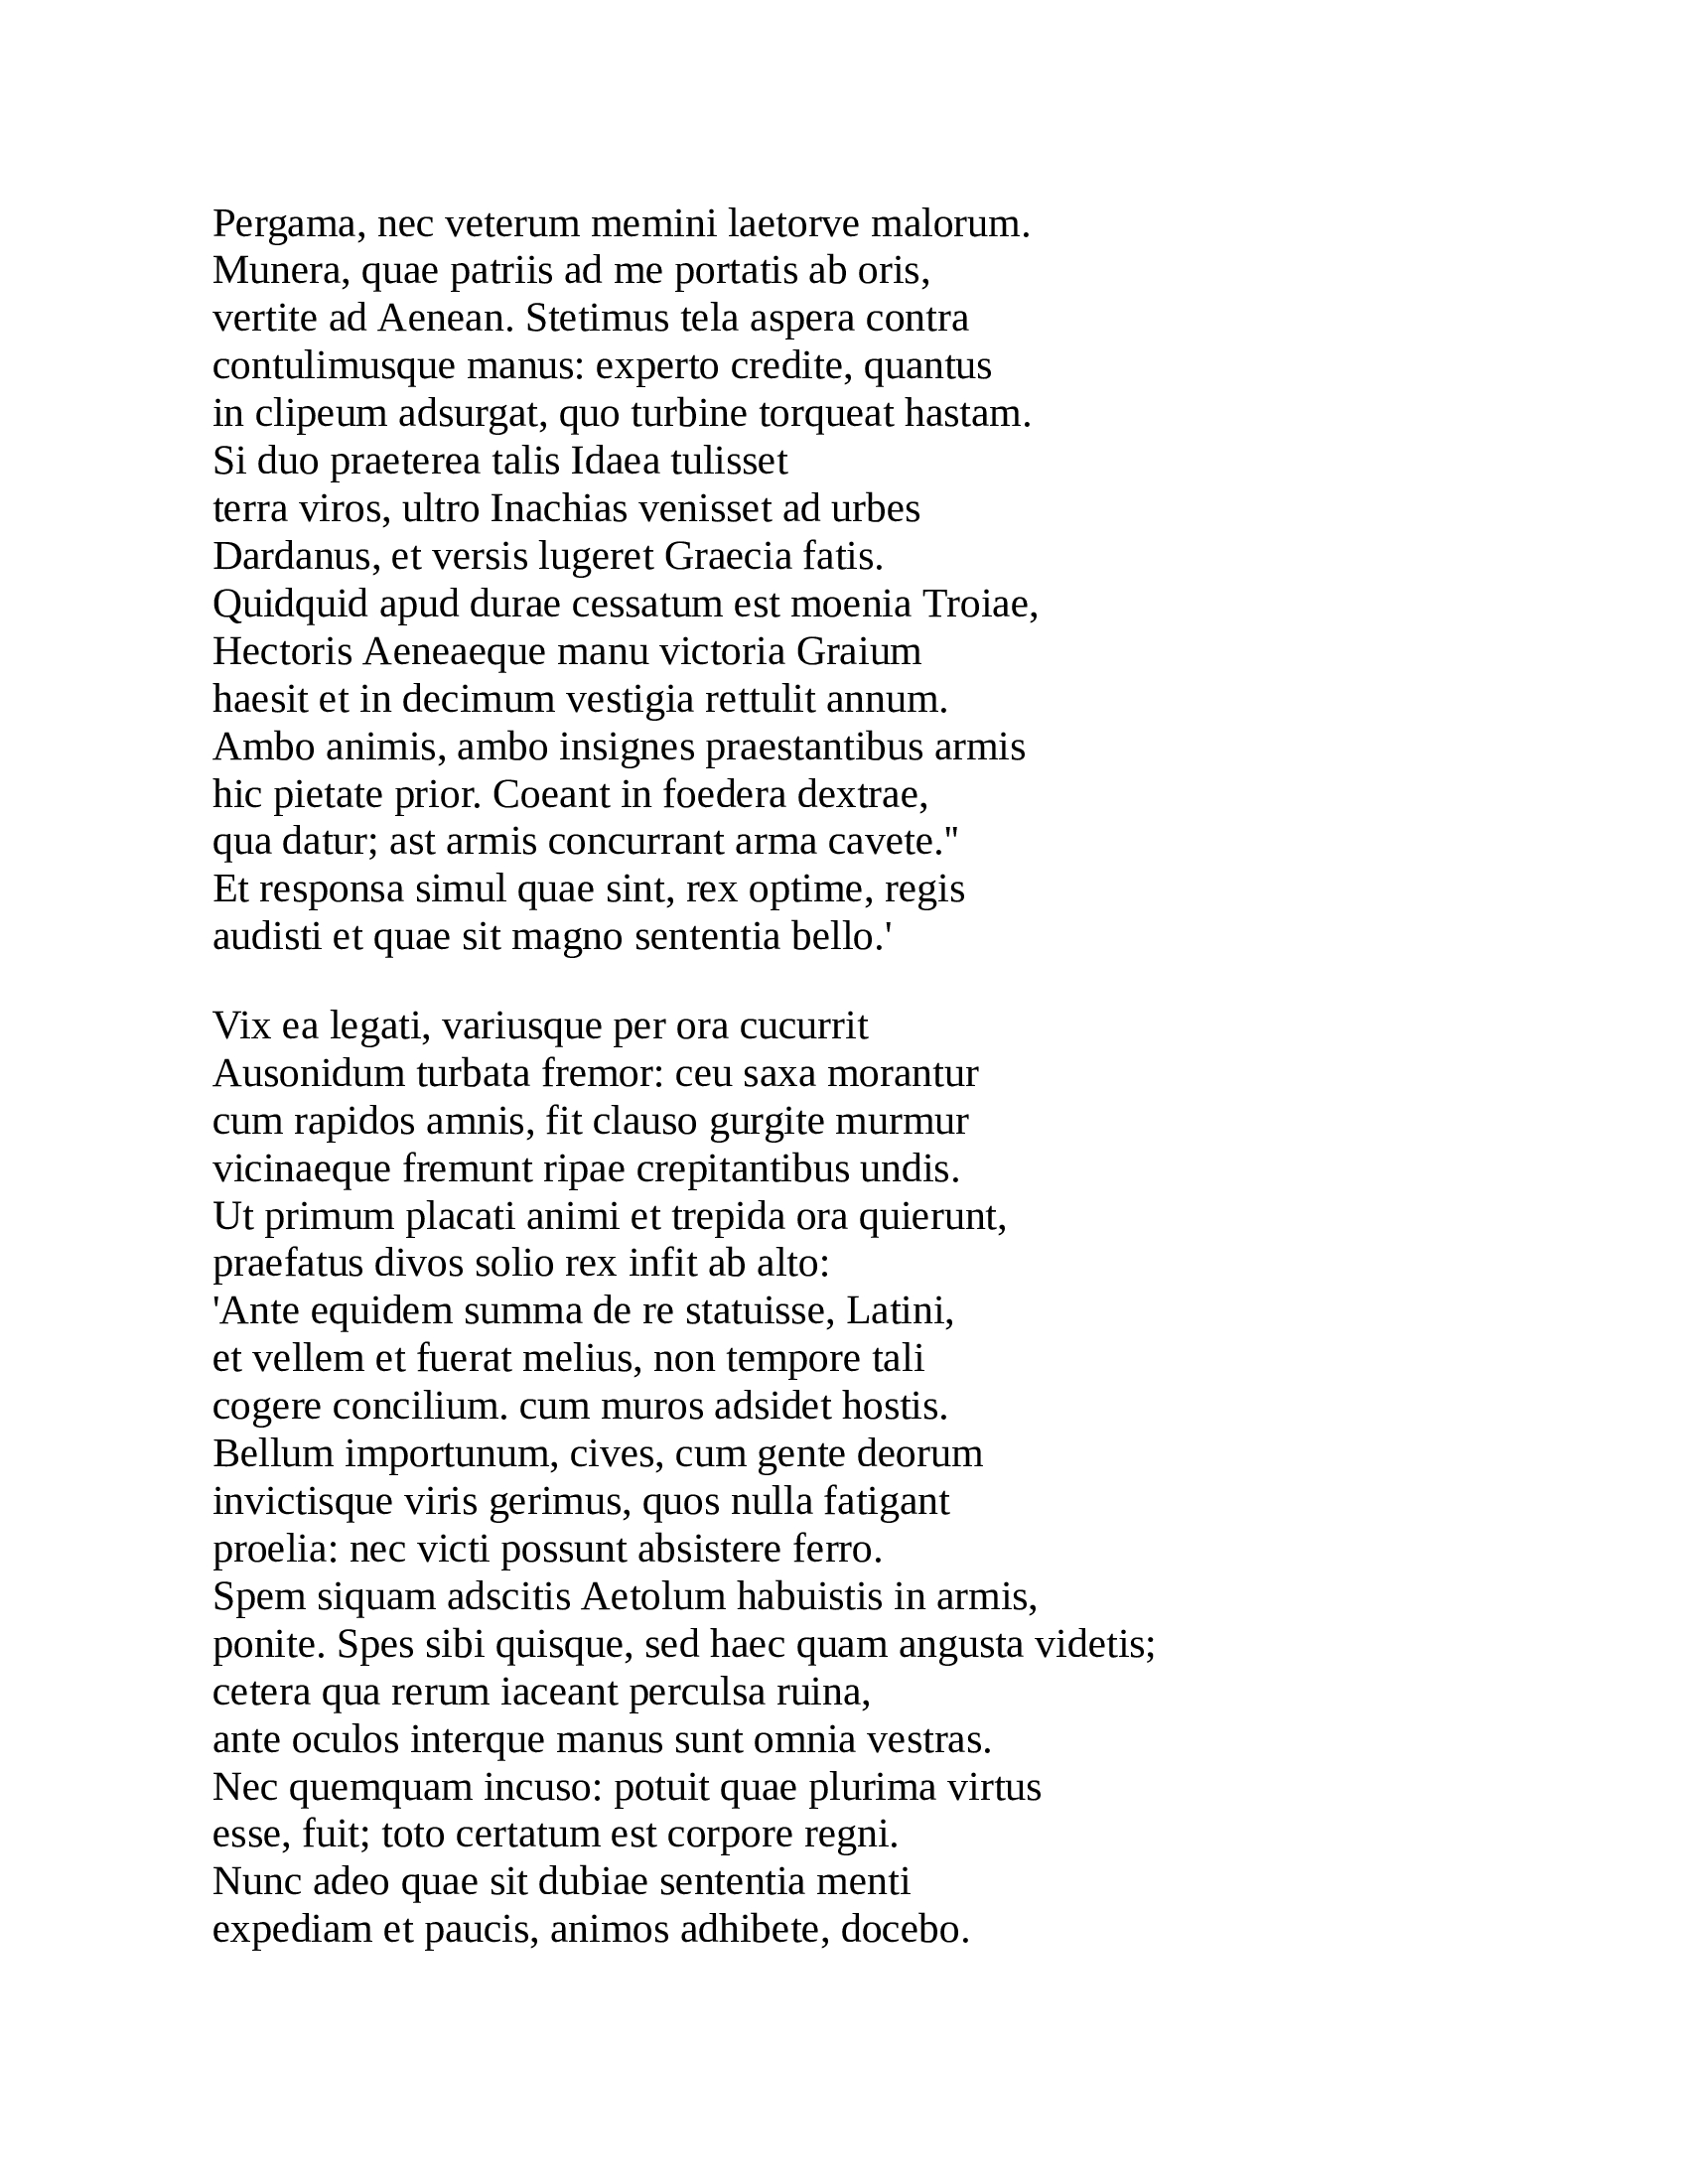 Pergama, nec veterum memini laetorve malorum.
Munera, quae patriis ad me portatis ab oris,
vertite ad Aenean. Stetimus tela aspera contra
contulimusque manus: experto credite, quantus
in clipeum adsurgat, quo turbine torqueat hastam.
Si duo praeterea talis Idaea tulisset
terra viros, ultro Inachias venisset ad urbes
Dardanus, et versis lugeret Graecia fatis.
Quidquid apud durae cessatum est moenia Troiae,
Hectoris Aeneaeque manu victoria Graium
haesit et in decimum vestigia rettulit annum.
Ambo animis, ambo insignes praestantibus armis
hic pietate prior. Coeant in foedera dextrae,
qua datur; ast armis concurrant arma cavete."
Et responsa simul quae sint, rex optime, regis
audisti et quae sit magno sententia bello.'

Vix ea legati, variusque per ora cucurrit
Ausonidum turbata fremor: ceu saxa morantur
cum rapidos amnis, fit clauso gurgite murmur
vicinaeque fremunt ripae crepitantibus undis.
Ut primum placati animi et trepida ora quierunt,
praefatus divos solio rex infit ab alto:
'Ante equidem summa de re statuisse, Latini,
et vellem et fuerat melius, non tempore tali
cogere concilium. cum muros adsidet hostis.
Bellum importunum, cives, cum gente deorum
invictisque viris gerimus, quos nulla fatigant
proelia: nec victi possunt absistere ferro.
Spem siquam adscitis Aetolum habuistis in armis,
ponite. Spes sibi quisque, sed haec quam angusta videtis;
cetera qua rerum iaceant perculsa ruina,
ante oculos interque manus sunt omnia vestras.
Nec quemquam incuso: potuit quae plurima virtus
esse, fuit; toto certatum est corpore regni.
Nunc adeo quae sit dubiae sententia menti
expediam et paucis, animos adhibete, docebo.